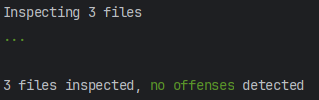 Inspecting 3 files
...
3 files inspected, no offenses detected